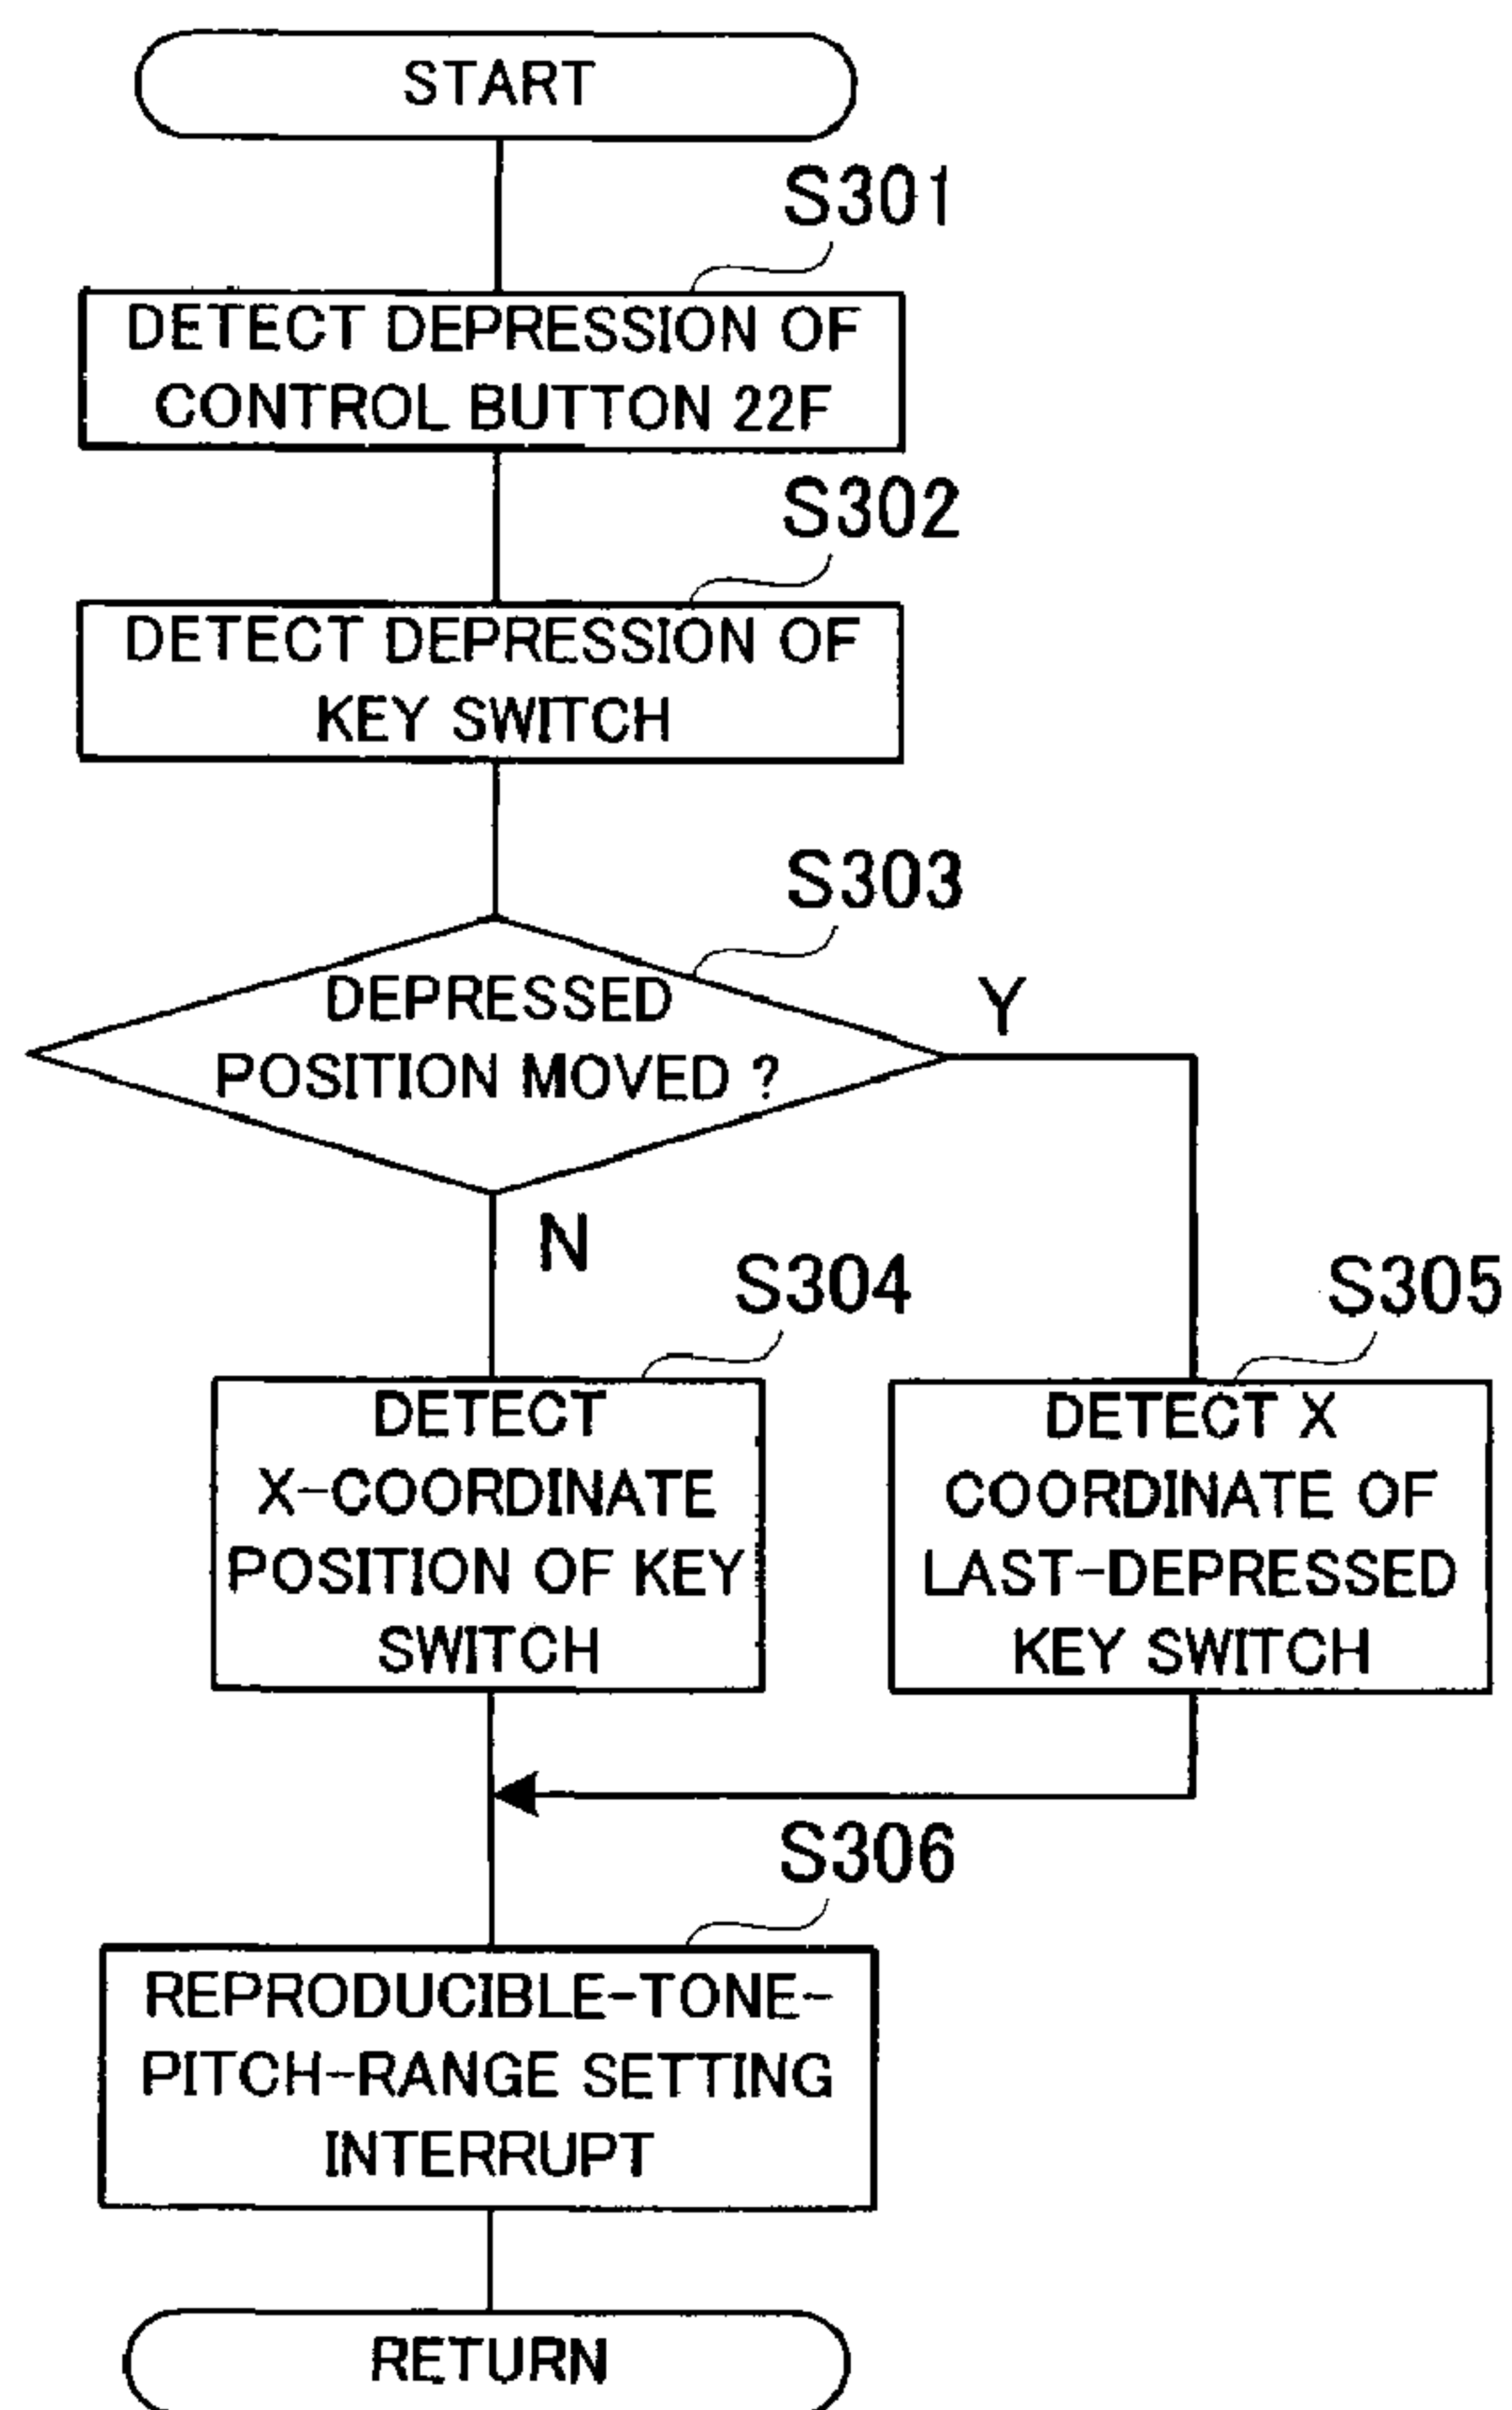 START
S301
DETECT DEPRESSION OF
CONTROL BUTTON 22F
S302
DETECT DEPRESSION OF
KEY SWITCH
S303
DEPRESSED
POSITION MOVED ?
Y
N
S304
DETECT
X-COORDINATE
POSITION OF KEY
SWITCH
S305
DETECT X
COORDINATE OF
LAST-DEPRESSED
KEY SWITCH
S306
REPRODUCIBLE-TONE-
PITCH-RANGE SETTING
INTERRUPT
RETURN